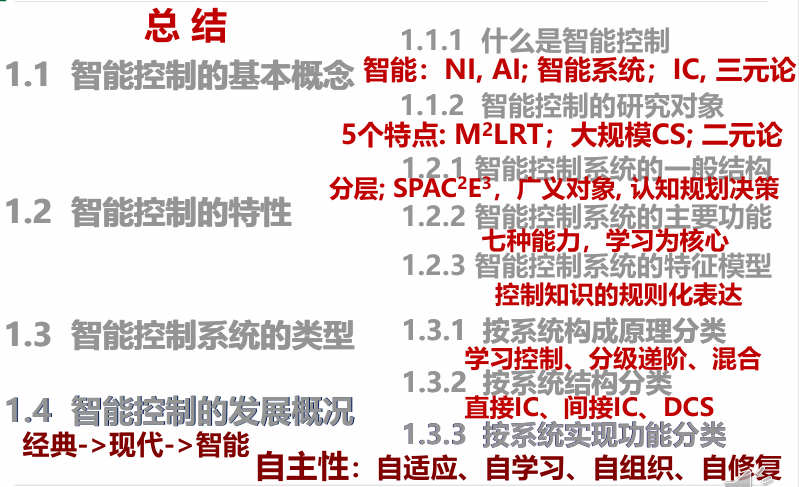 总 结
1.1 智能控制的基本概念
1.1.1 什么是智能控制
智能：NI, AI; 智能系统；IC, 三元论
1.1.2 智能控制的研究对象
5个特点: M²LRT；大规模CS; 二元论
1.2 智能控制的特性
1.2.1 智能控制系统的一般结构
分层; SPAC²E³，广义对象, 认知规划决策
1.2.2 智能控制系统的主要功能
七种能力，学习为核心
1.2.3 智能控制系统的特征模型
控制知识的规则化表达
1.3 智能控制系统的类型
1.3.1 按系统构成原理分类
学习控制、分级递阶、混合
1.3.2 按系统结构分类
直接IC、间接IC、DCS
1.3.3 按系统实现功能分类
1.4 智能控制的发展概况
经典->现代->智能
自主性：自适应、自学习、自组织、自修复